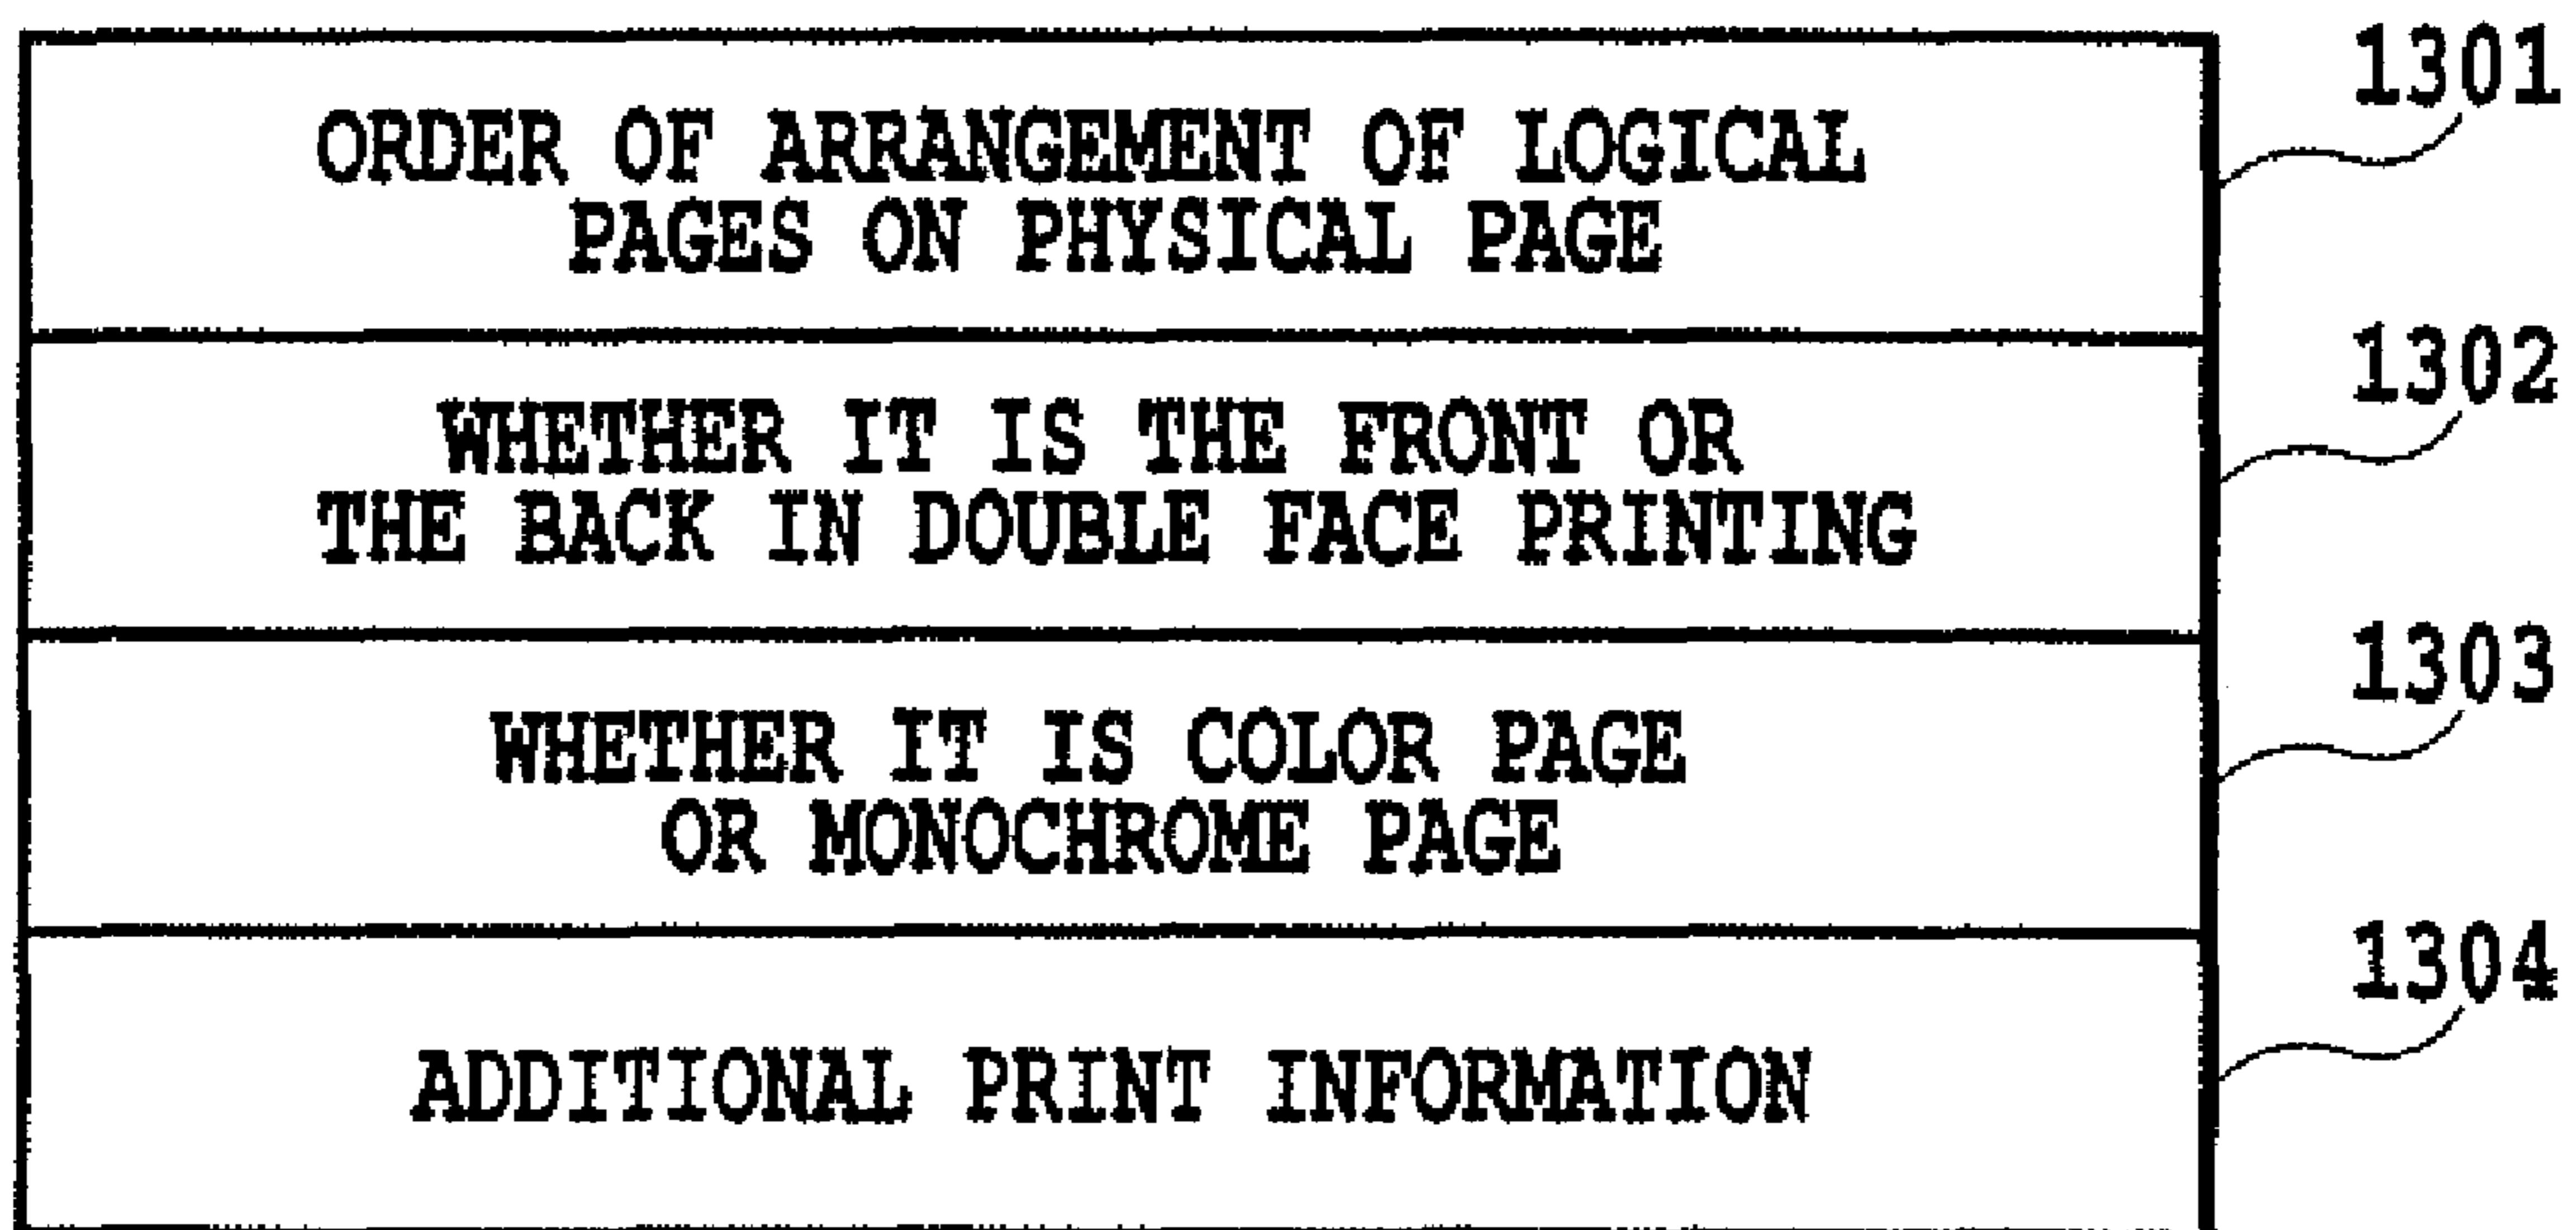 1301
ORDER OF ARRANGEMENT OF LOGICAL
PAGES ON PHYSICAL PAGE
1302
WHETHER IT IS THE FRONT OR
THE BACK IN DOUBLE FACE PRINTING
1303
WHETHER IT IS COLOR PAGE
OR MONOCHROME PAGE
1304
ADDITIONAL PRINT INFORMATION